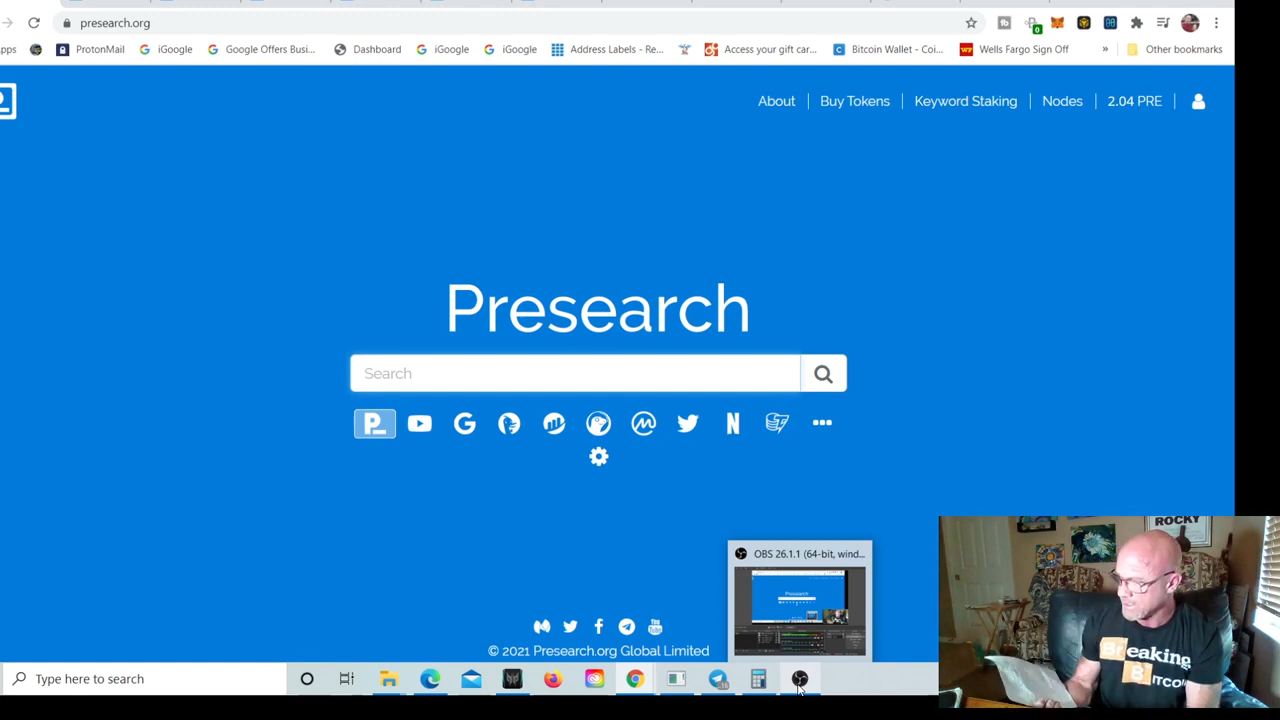 presearch.org
ProtonMail
iGoogle
Google Offers Busi...
Dashboard
iGoogle
iGoogle
Address Labels - Re...
Access your gift car...
Bitcoin Wallet - Coi...
Wells Fargo Sign Off
»
Other bookmarks
About
Buy Tokens
Keyword Staking
Nodes
2.04 PRE
Presearch
Search
OBS 26.1.1 (64-bit, wind...
ROCKY
© 2021 Presearch.org Global Limited
Breaking
BITCOIN
Type here to search